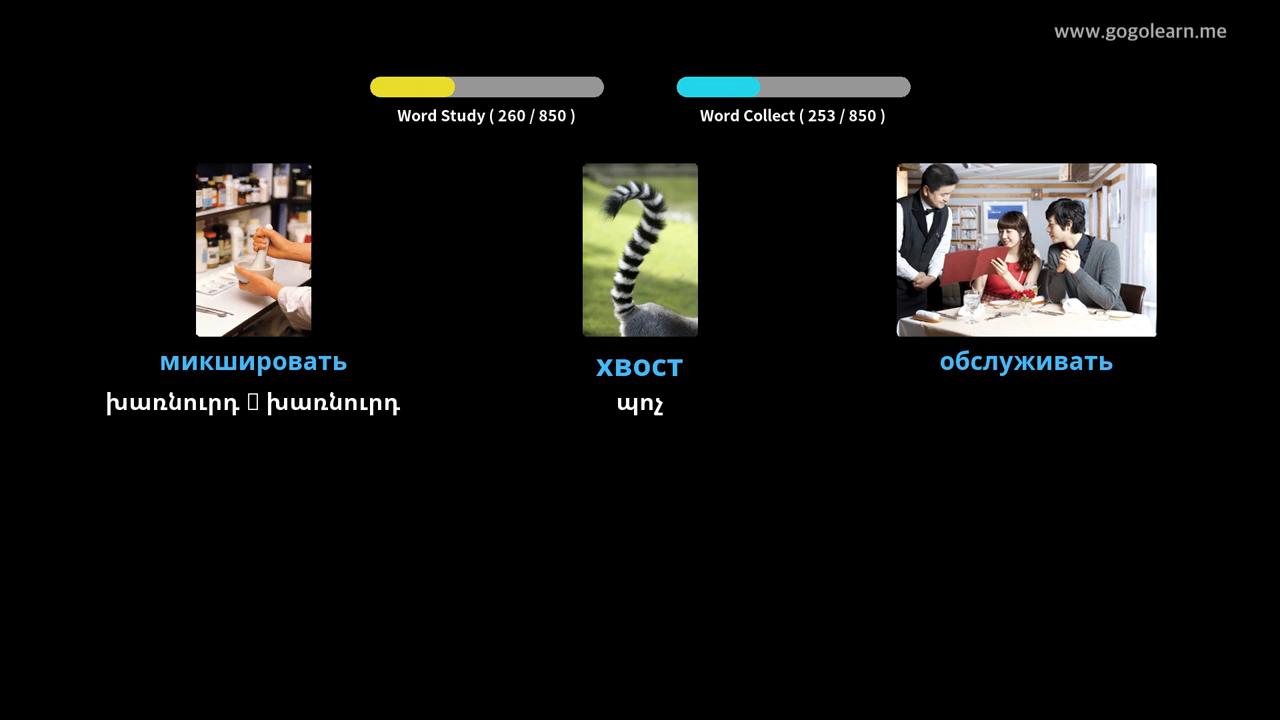 www.gogolearn.me
Word Study ( 260 / 850 )
Word Collect ( 253 / 850 )
микшировать
хвост
обслуживать
խառնուրդ ▯ խառնուրդ
պոչ